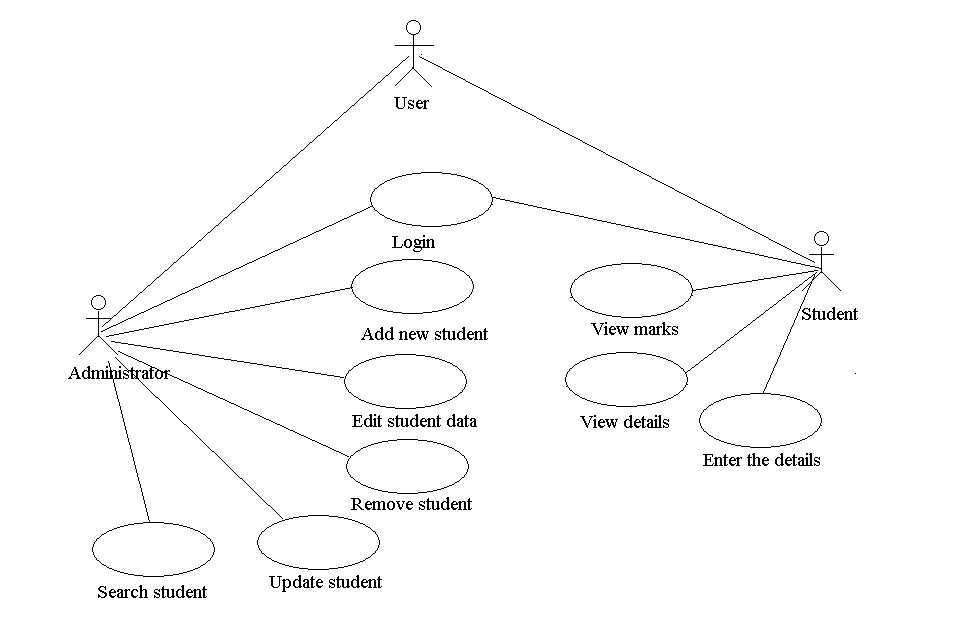 User
Login
Add new student
View marks
Student
Administrator
Edit student data
View details
Enter the details
Remove student
Search student
Update student